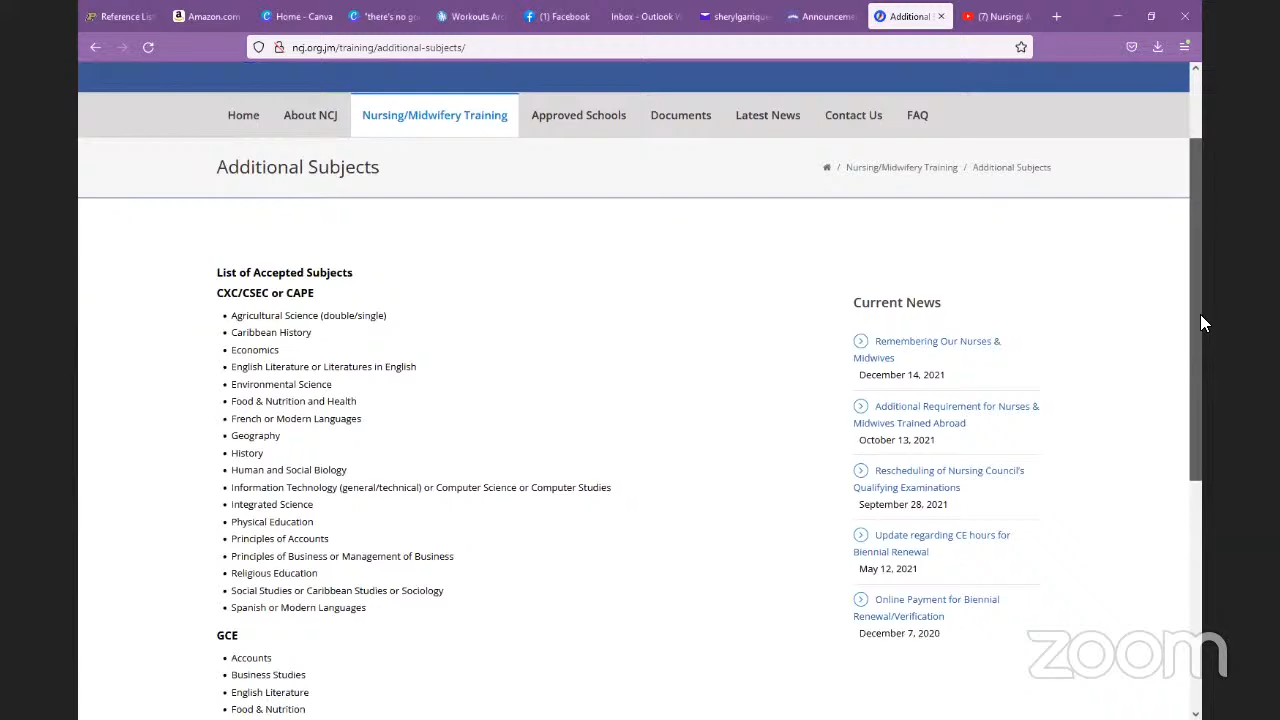 Reference List
Amazon.com
Home - Canva
"there's no go
Workouts Arc
(1) Facebook
Inbox - Outlook
sherylgarrique
Announceme
Additional
(7) Nursing: A
ncj.org.jm/training/additional-subjects/
Home
About NCJ
Nursing/Midwifery Training
Approved Schools
Documents
Latest News
Contact Us
FAQ
Additional Subjects
/ Nursing/Midwifery Training / Additional Subjects
List of Accepted Subjects
CXC/CSEC or CAPE
• Agricultural Science (double/single)
• Caribbean History
• Economics
• English Literature or Literatures in English
• Environmental Science
• Food & Nutrition and Health
• French or Modern Languages
• Geography
• History
• Human and Social Biology
• Information Technology (general/technical) or Computer Science or Computer Studies
• Integrated Science
• Physical Education
• Principles of Accounts
• Principles of Business or Management of Business
• Religious Education
• Social Studies or Caribbean Studies or Sociology
• Spanish or Modern Languages
GCE
• Accounts
• Business Studies
• English Literature
• Food & Nutrition
Current News
Remembering Our Nurses &
Midwives
December 14, 2021
Additional Requirement for Nurses &
Midwives Trained Abroad
October 13, 2021
Rescheduling of Nursing Council's
Qualifying Examinations
September 28, 2021
Update regarding CE hours for
Biennial Renewal
May 12, 2021
Online Payment for Biennial
Renewal/Verification
December 7, 2020
zoom